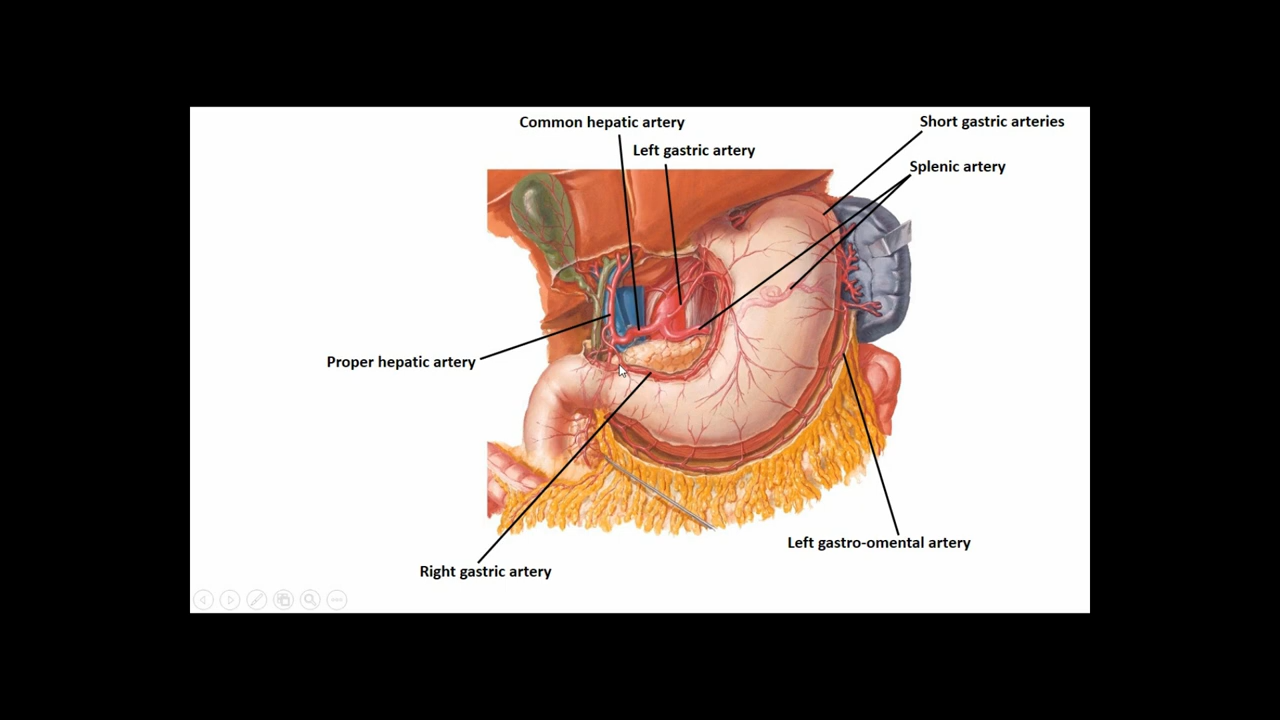 Common hepatic artery
Short gastric arteries
Left gastric artery
Splenic artery
Proper hepatic artery
Left gastro-omental artery
Right gastric artery